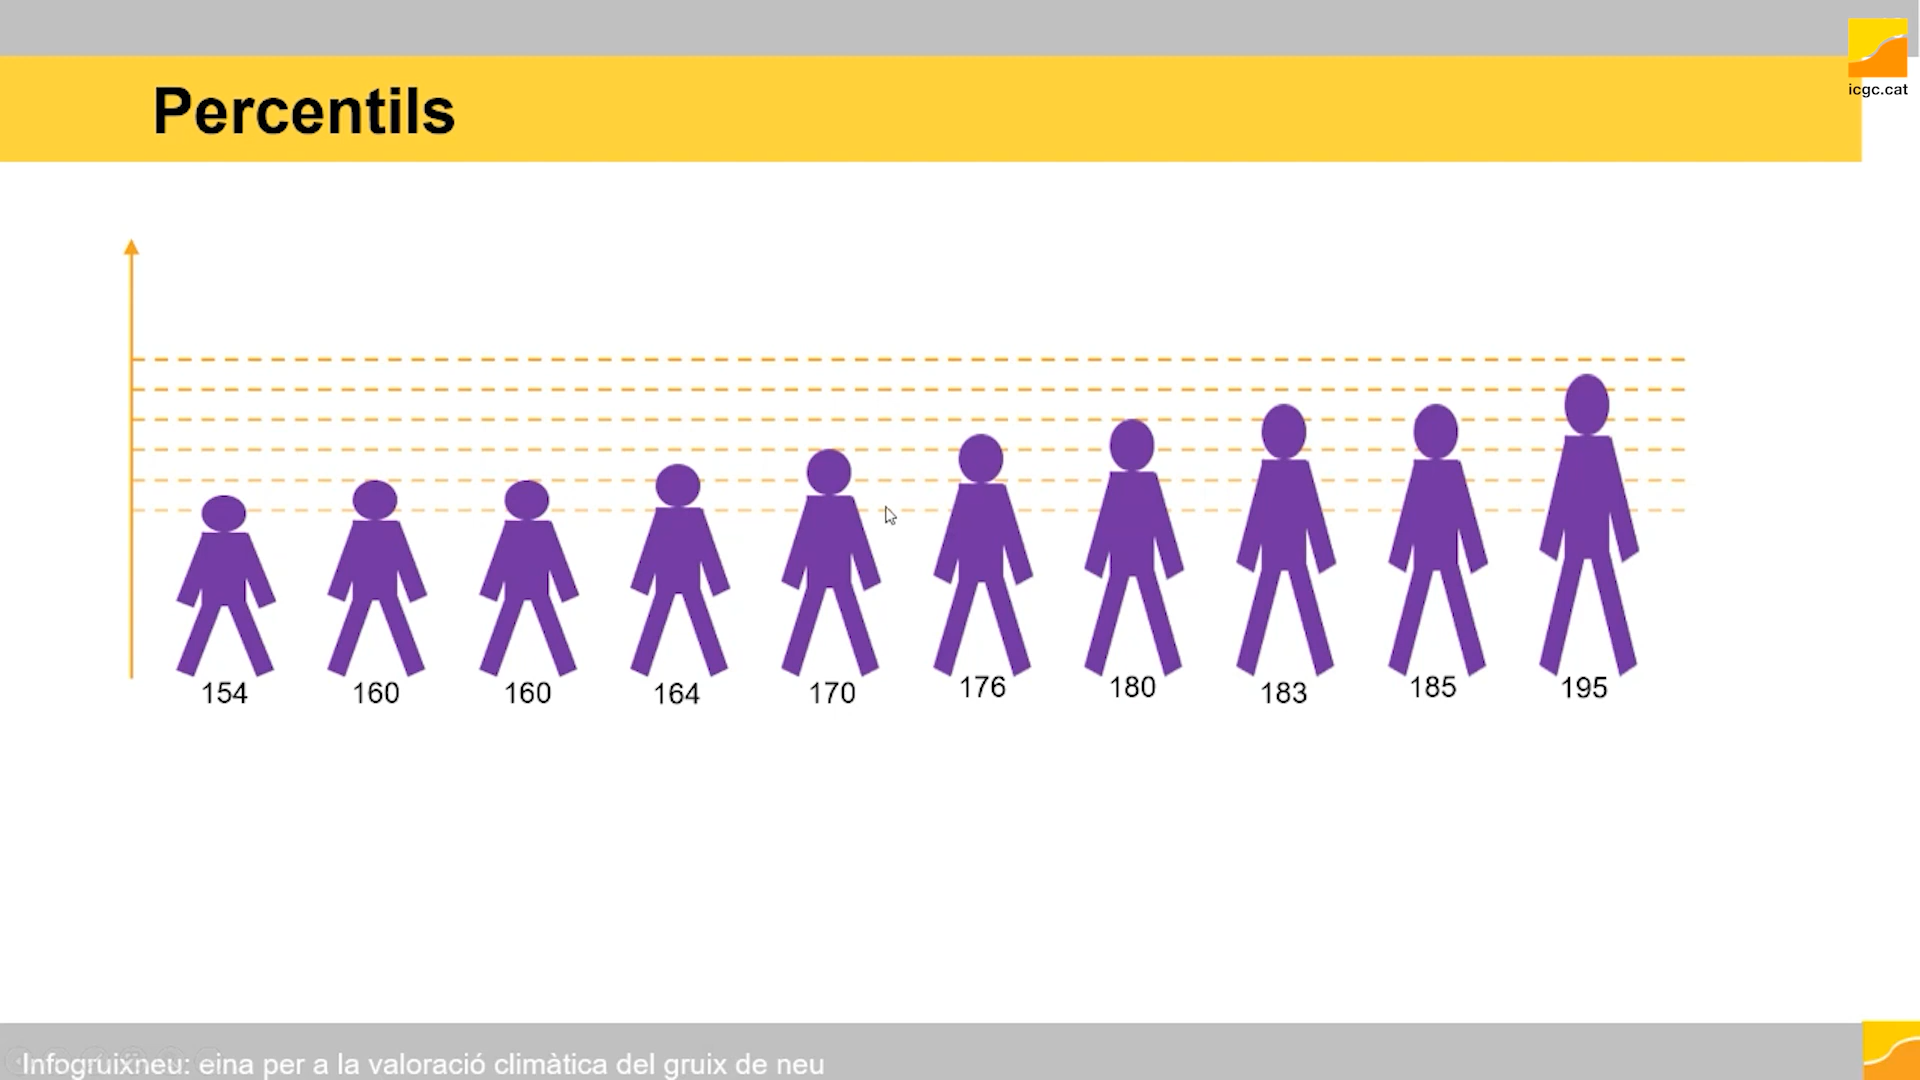 icgc.cat
Percentils
154 160 160 164 170 176 180 183 185 195
Infogruixneu: eina per a la valoració climàtica del gruix de neu